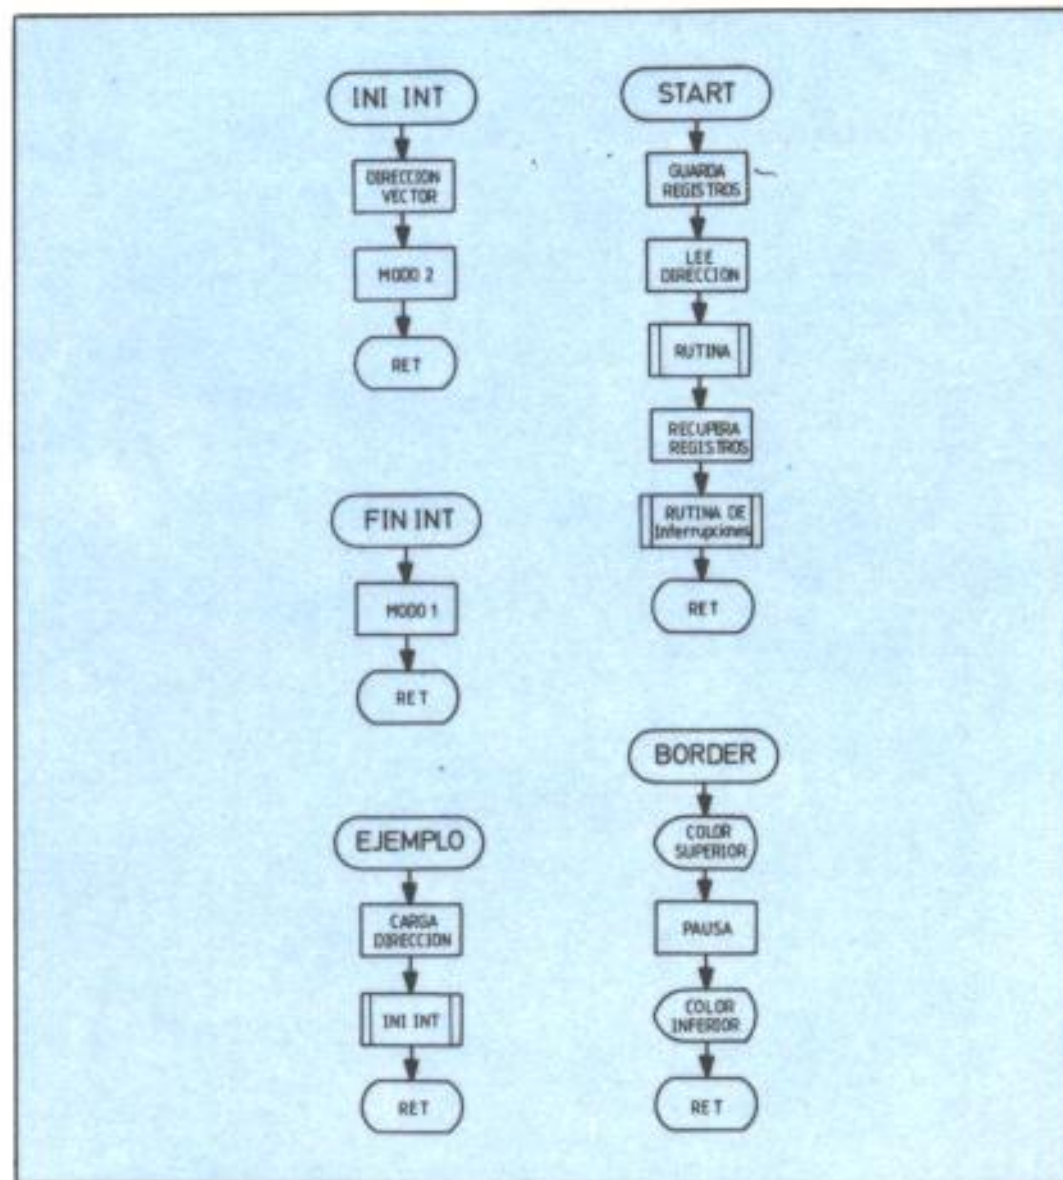 INI INT
DIRECCION
VECTOR
MODO 2
RET
FIN INT
MODO 1
RET
EJEMPLO
CARGA
DIRECCION
INI INT
RET
START
GUARDA
REGISTROS
LEE
DIRECCION
RUTINA
RECUPERA
REGISTROS
RUTINA DE
Interrupciones
RET
BORDER
COLOR
SUPERIOR
PAUSA
COLOR
INFERIOR
RET